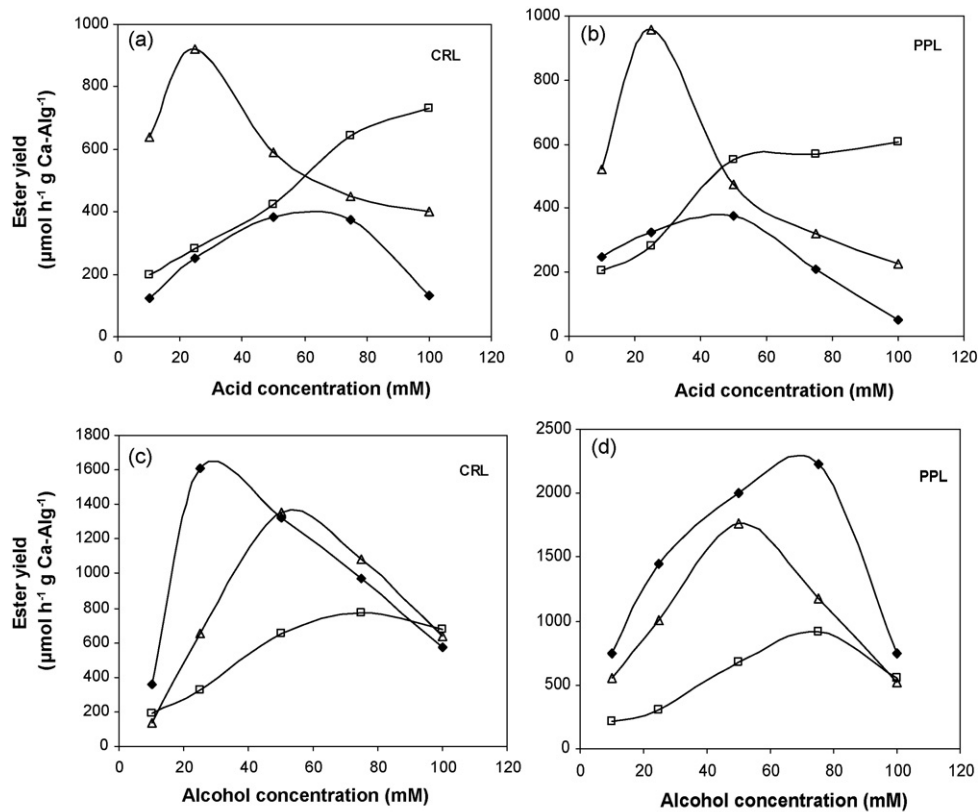 (a)
CRL
Ester yield
(µmol h⁻¹ g Ca-Alg⁻¹)
1000
800
600
400
200
0
0 20 40 60 80 100 120
Acid concentration (mM)
(b)
PPL
1000
800
600
400
200
0
0 20 40 60 80 100 120
Acid concentration (mM)
(c)
CRL
Ester yield
(µmol h⁻¹ g Ca-Alg⁻¹)
1800
1600
1400
1200
1000
800
600
400
200
0
0 20 40 60 80 100 120
Alcohol concentration (mM)
(d)
PPL
2500
2000
1500
1000
500
0
0 20 40 60 80 100 120
Alcohol concentration (mM)